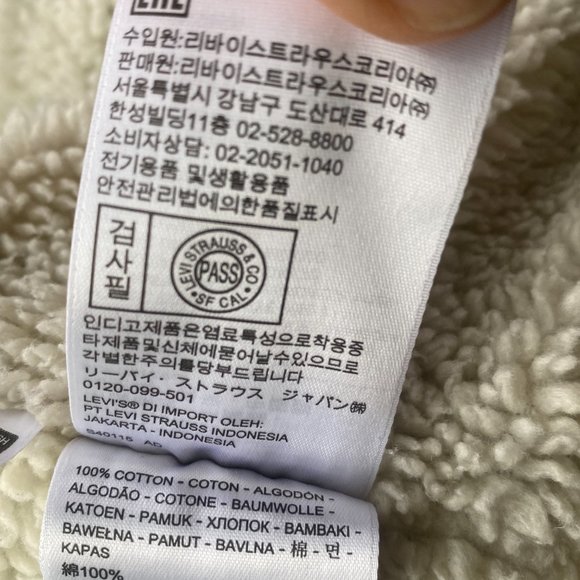 수입원:리바이스트라우스코리아㈜
판매원:리바이스트라우스코리아㈜
서울특별시 강남구 도산대로 414
한성빌딩11층 02-528-8800
소비자상담: 02-2051-1040
전기용품 및생활용품
안전관리법에의한품질표시
검사필
LEVI STRAUSS & CO
PASS
SF CAL
인디고제품은염료특성으로착용중
타제품및신체에묻어날수있으므로
각별한주의를당부드립니다
リーバイ. ストラウス ジャパン㈱
0120-099-501
LEVI'S® DI IMPORT OLEH:
PT LEVI STRAUSS INDONESIA
JAKARTA - INDONESIA
S40115
100% COTTON - COTON - ALGODÓN -
ALGODÃO - COTONE - BAUMWOLLE -
KATOEN - PAMUK - ХЛОПОК - BAMBAKI -
BAWEŁNA - PAMUT - BAVLNA - 棉 - 면 -
KAPAS
綿100%